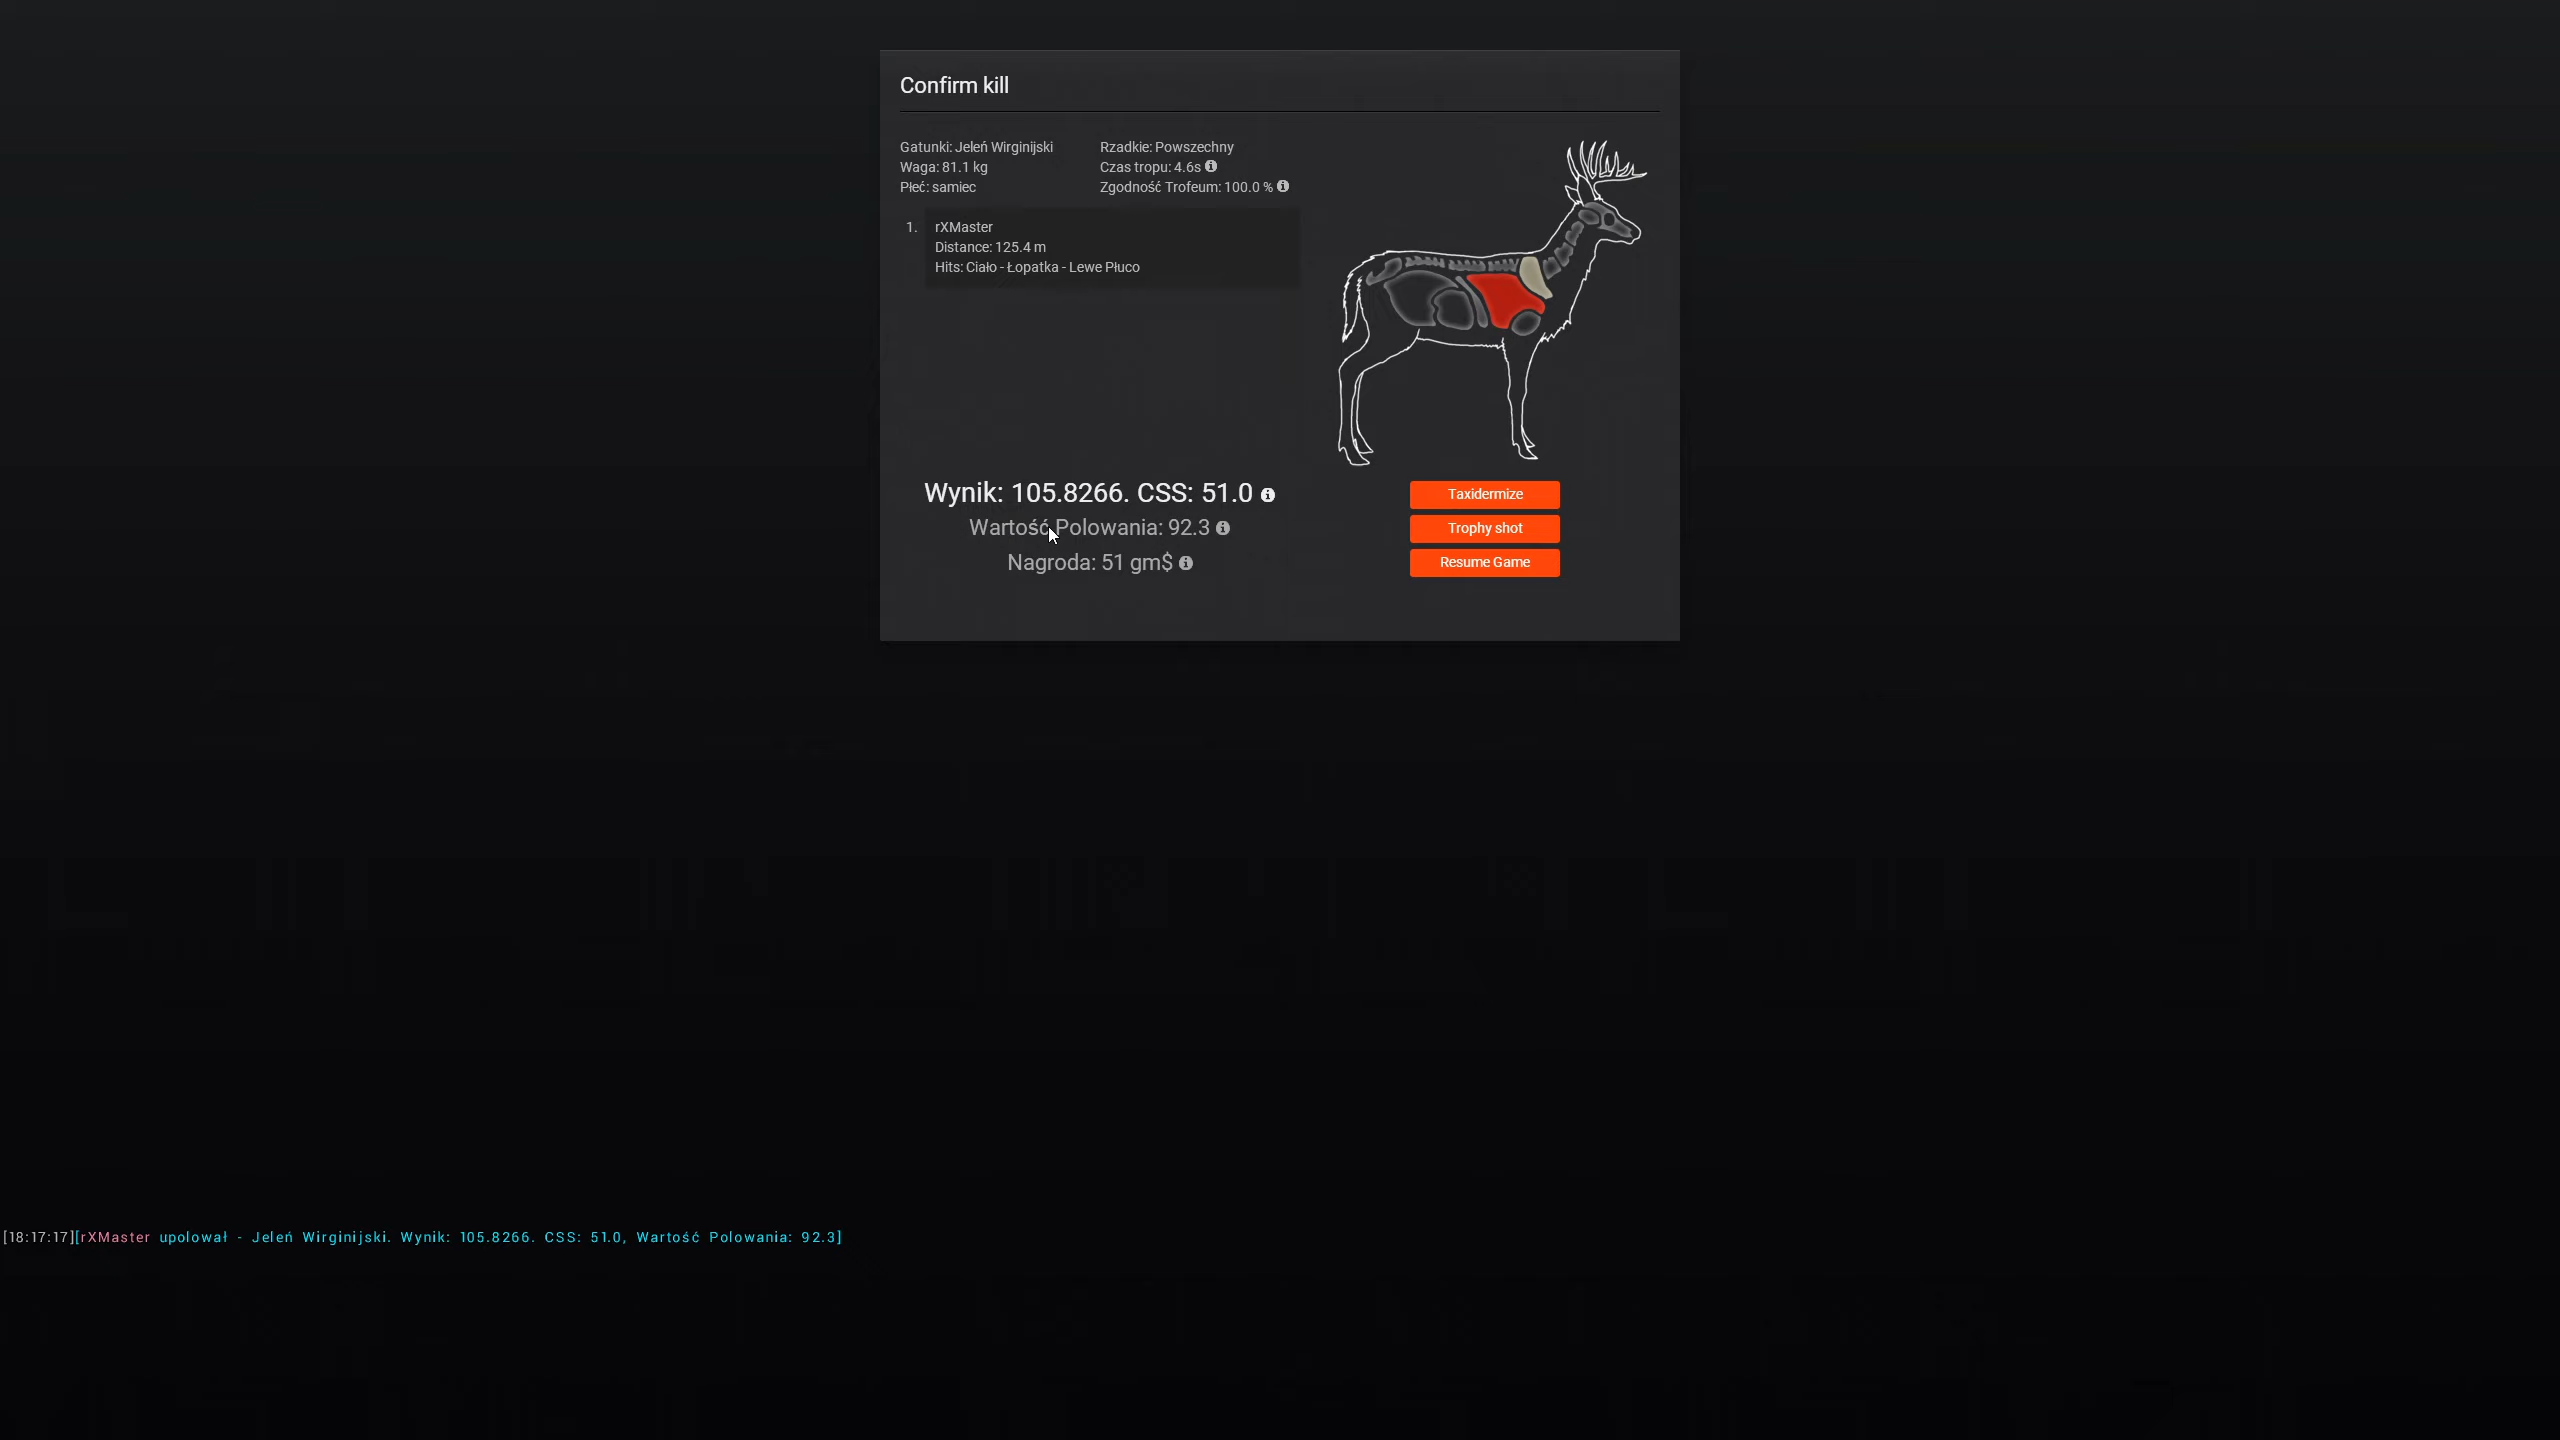 Confirm kill
Gatunki: Jeleń Wirginijski
Waga: 81.1 kg
Płeć: samiec
Rzadkie: Powszechny
Czas tropu: 4.6s
Zgodność Trofeum: 100.0 %
1.
rXMaster
Distance: 125.4 m
Hits: Ciało - Łopatka - Lewe Płuco
Wynik: 105.8266. CSS: 51.0
Wartość Polowania: 92.3
Nagroda: 51 gm$
Taxidermize
Trophy shot
Resume Game
[18:17:17][rXMaster upolował - Jeleń Wirginijski. Wynik: 105.8266. CSS: 51.0, Wartość Polowania: 92.3]